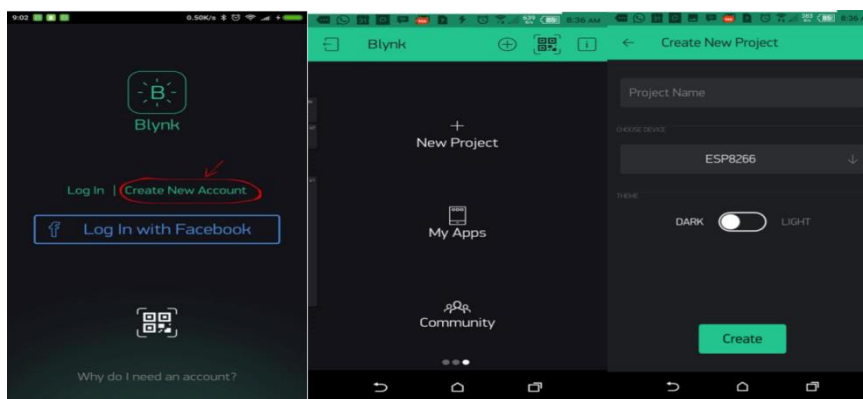 9:02
0.50K/s
B
Blynk
Log In | Create New Account
f Log In with Facebook
Why do I need an account?
8:36 AM
Blynk
New Project
My Apps
Community
8:36 A
Create New Project
Project Name
CHOOSE DEVICE
ESP8266
THEME
DARK LIGHT
Create